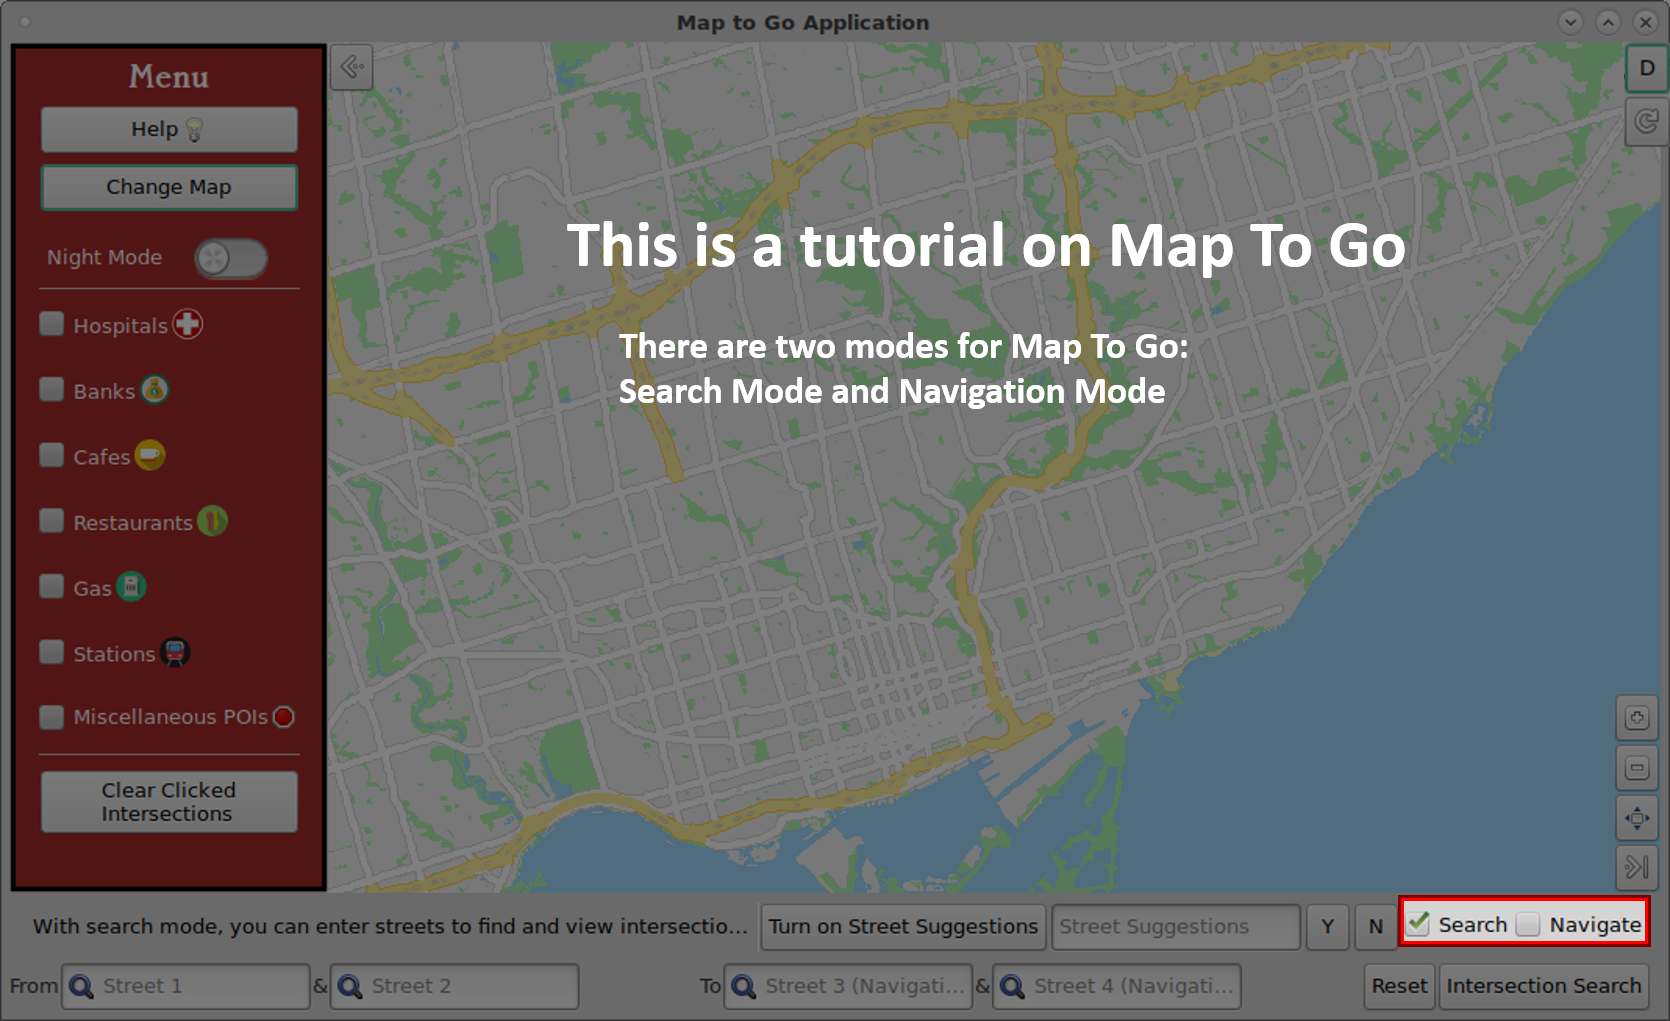 Map to Go Application
Menu
Help
Change Map
Night Mode
Hospitals
Banks
Cafes
Restaurants
Gas
Stations
Miscellaneous POIs
Clear Clicked
Intersections
D
This is a tutorial on Map To Go
There are two modes for Map To Go:
Search Mode and Navigation Mode
With search mode, you can enter streets to find and view intersectio... Turn on Street Suggestions Street Suggestions Y N Search Navigate
From Street 1 & Street 2 To Street 3 (Navigati... & Street 4 (Navigati... Reset Intersection Search